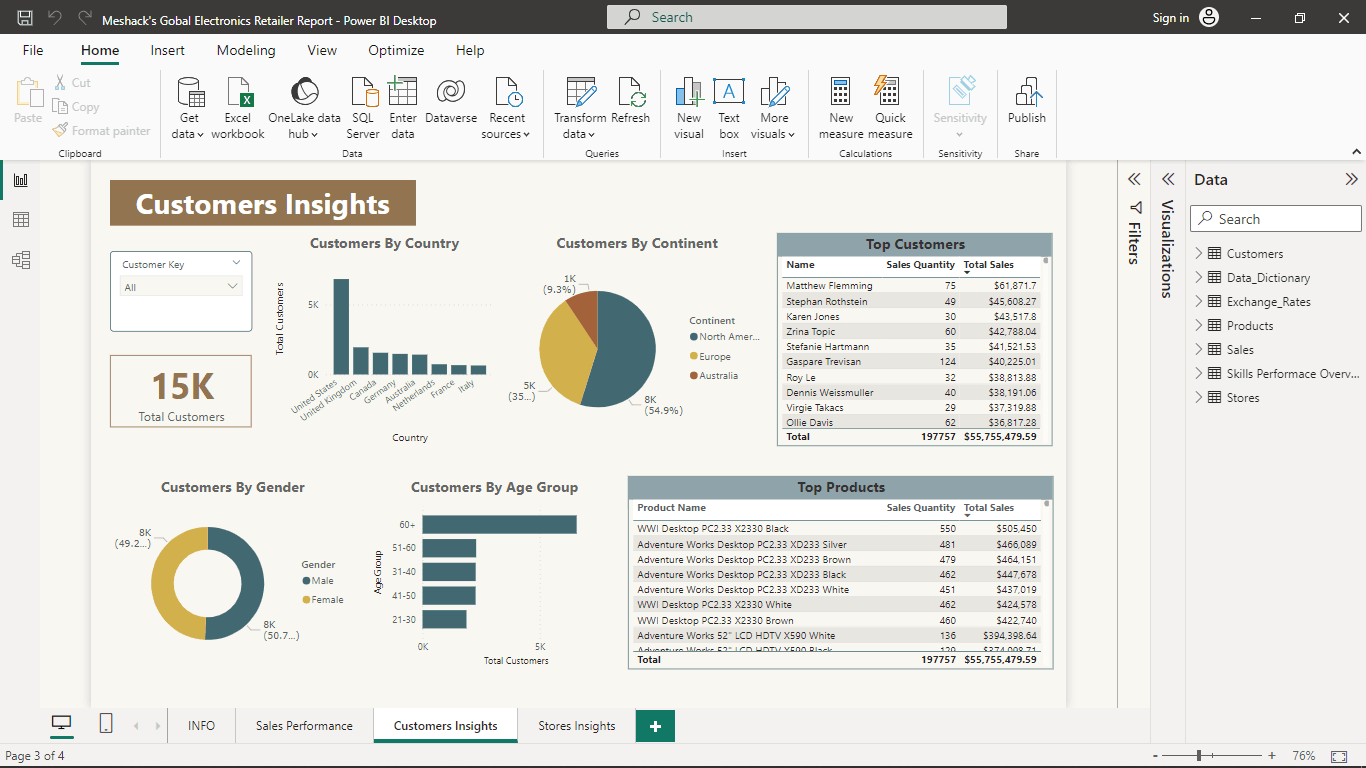 Meshack's Gobal Electronics Retailer Report - Power BI Desktop
Search
Sign in
File Home Insert Modeling View Optimize Help
Paste
Cut
Copy
Format painter
Clipboard
Get data
Excel workbook
OneLake data hub
SQL Server
Enter data
Dataverse
Recent sources
Data
Transform data
Refresh
Queries
New visual
Text box
More visuals
Insert
New measure
Quick measure
Calculations
Sensitivity
Sensitivity
Publish
Share
Customers Insights
Customer Key
All
15K
Total Customers
Customers By Country
Total Customers
5K
0K
United States
United Kingdom
Canada
Germany
Australia
Netherlands
France
Italy
Country
Customers By Continent
1K
(9.3%)
5K
(35...)
8K
(54.9%)
Continent
North Amer...
Europe
Australia
Top Customers
Name Sales Quantity Total Sales
Matthew Flemming 75 $61,871.7
Stephan Rothstein 49 $45,608.27
Karen Jones 30 $43,517.8
Zrina Topic 60 $42,788.04
Stefanie Hartmann 35 $41,521.53
Gaspare Trevisan 124 $40,225.01
Roy Le 32 $38,813.88
Dennis Weissmuller 40 $38,191.06
Virgie Takacs 29 $37,319.88
Ollie Davis 62 $36,817.28
Total 197757 $55,755,479.59
Customers By Gender
8K
(49.2...)
8K
(50.7...)
Gender
Male
Female
Customers By Age Group
Age Group
60+
51-60
31-40
41-50
21-30
0K 5K
Total Customers
Top Products
Product Name Sales Quantity Total Sales
WWI Desktop PC2.33 X2330 Black 550 $505,450
Adventure Works Desktop PC2.33 XD233 Silver 481 $466,089
Adventure Works Desktop PC2.33 XD233 Brown 479 $464,151
Adventure Works Desktop PC2.33 XD233 Black 462 $447,678
Adventure Works Desktop PC2.33 XD233 White 451 $437,019
WWI Desktop PC2.33 X2330 White 462 $424,578
WWI Desktop PC2.33 X2330 Brown 460 $422,740
Adventure Works 52" LCD HDTV X590 White 136 $394,398.64
Adventure Works 52" LCD HDTV X590 Black 129 $374,098.71
Total 197757 $55,755,479.59
Filters
Visualizations
Data
Search
Customers
Data_Dictionary
Exchange_Rates
Products
Sales
Skills Performace Overv...
Stores
INFO Sales Performance Customers Insights Stores Insights
Page 3 of 4
- + 76%